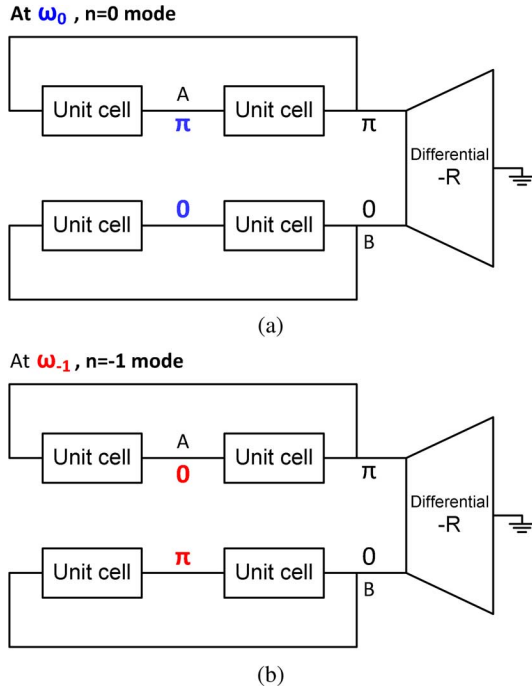 At ω0 , n=0 mode
Unit cell
A
π
Unit cell
π
Differential
-R
Unit cell
0
Unit cell
0
B
(a)
At ω-1 , n=-1 mode
Unit cell
A
0
Unit cell
π
Differential
-R
Unit cell
π
Unit cell
0
B
(b)